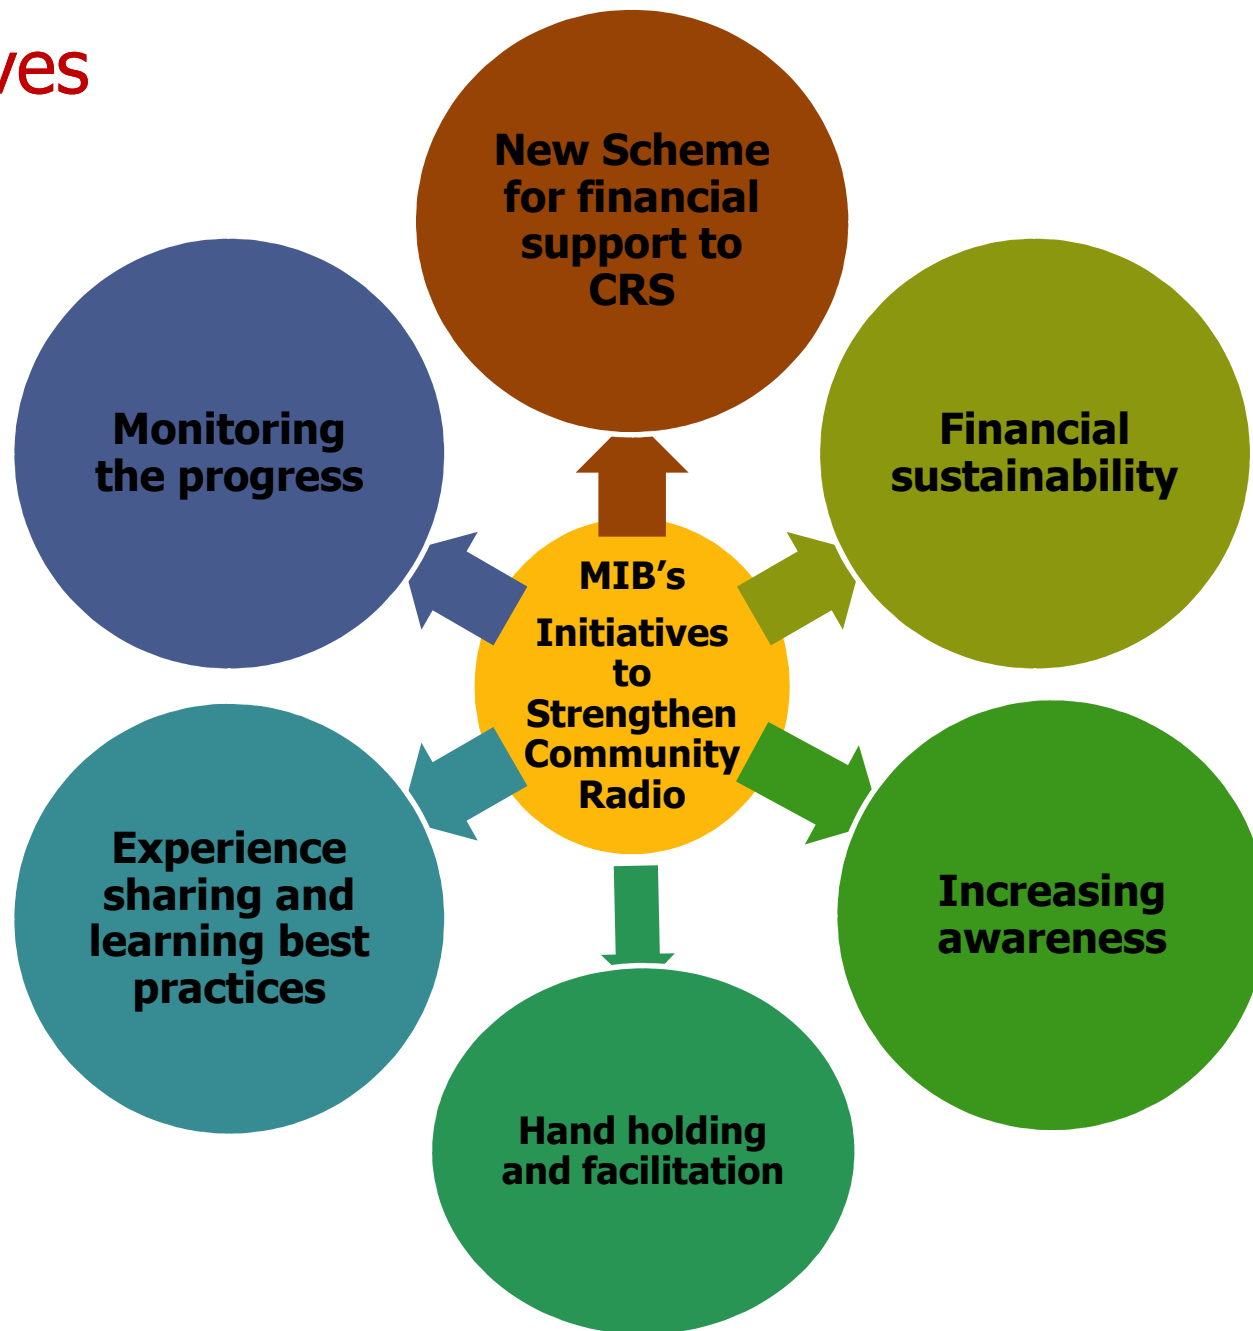 ves
New Scheme
for financial
support to
CRS
Monitoring
the progress
Financial
sustainability
MIB’s
Initiatives
to
Strengthen
Community
Radio
Experience
sharing and
learning best
practices
Increasing
awareness
Hand holding
and facilitation